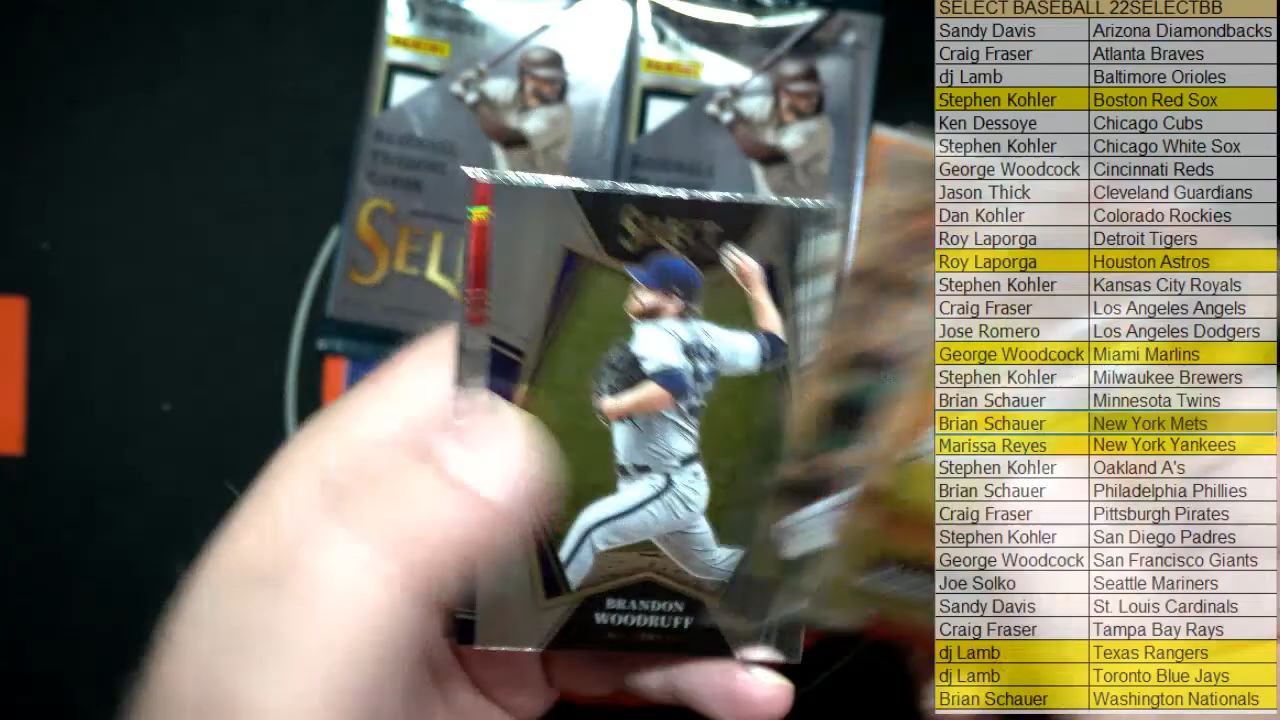 SELECT BASEBALL 22SELECTBB
Sandy Davis Arizona Diamondbacks
Craig Fraser Atlanta Braves
dj Lamb Baltimore Orioles
Stephen Kohler Boston Red Sox
Ken Dessoye Chicago Cubs
Stephen Kohler Chicago White Sox
George Woodcock Cincinnati Reds
Jason Thick Cleveland Guardians
Dan Kohler Colorado Rockies
Roy Laporga Detroit Tigers
Roy Laporga Houston Astros
Stephen Kohler Kansas City Royals
Craig Fraser Los Angeles Angels
Jose Romero Los Angeles Dodgers
George Woodcock Miami Marlins
Stephen Kohler Milwaukee Brewers
Brian Schauer Minnesota Twins
Brian Schauer New York Mets
Marissa Reyes New York Yankees
Stephen Kohler Oakland A's
Brian Schauer Philadelphia Phillies
Craig Fraser Pittsburgh Pirates
Stephen Kohler San Diego Padres
George Woodcock San Francisco Giants
Joe Solko Seattle Mariners
Sandy Davis St. Louis Cardinals
Craig Fraser Tampa Bay Rays
dj Lamb Texas Rangers
dj Lamb Toronto Blue Jays
Brian Schauer Washington Nationals
PANINI PANINI
SEL
SELECT
BRANDON
WOODRUFF